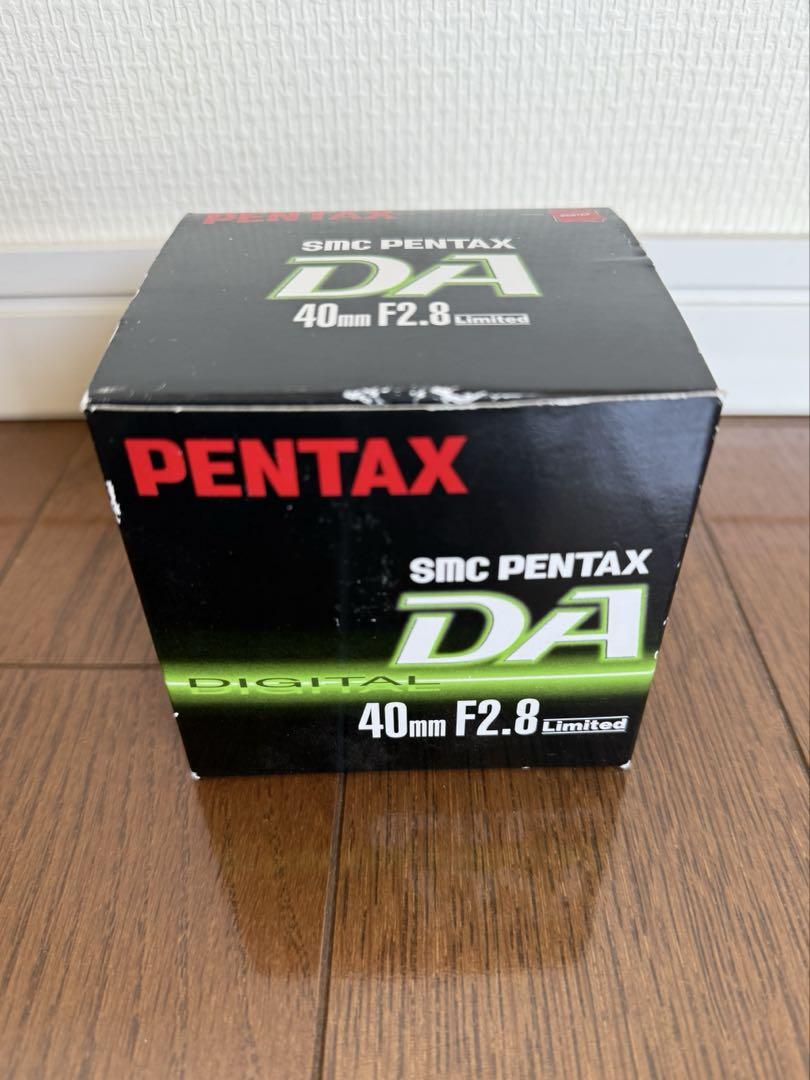 PENTAX
smc PENTAX
DA
40mm F2.8 Limited
PENTAX
smc PENTAX
DA
DIGITAL
40mm F2.8 Limited